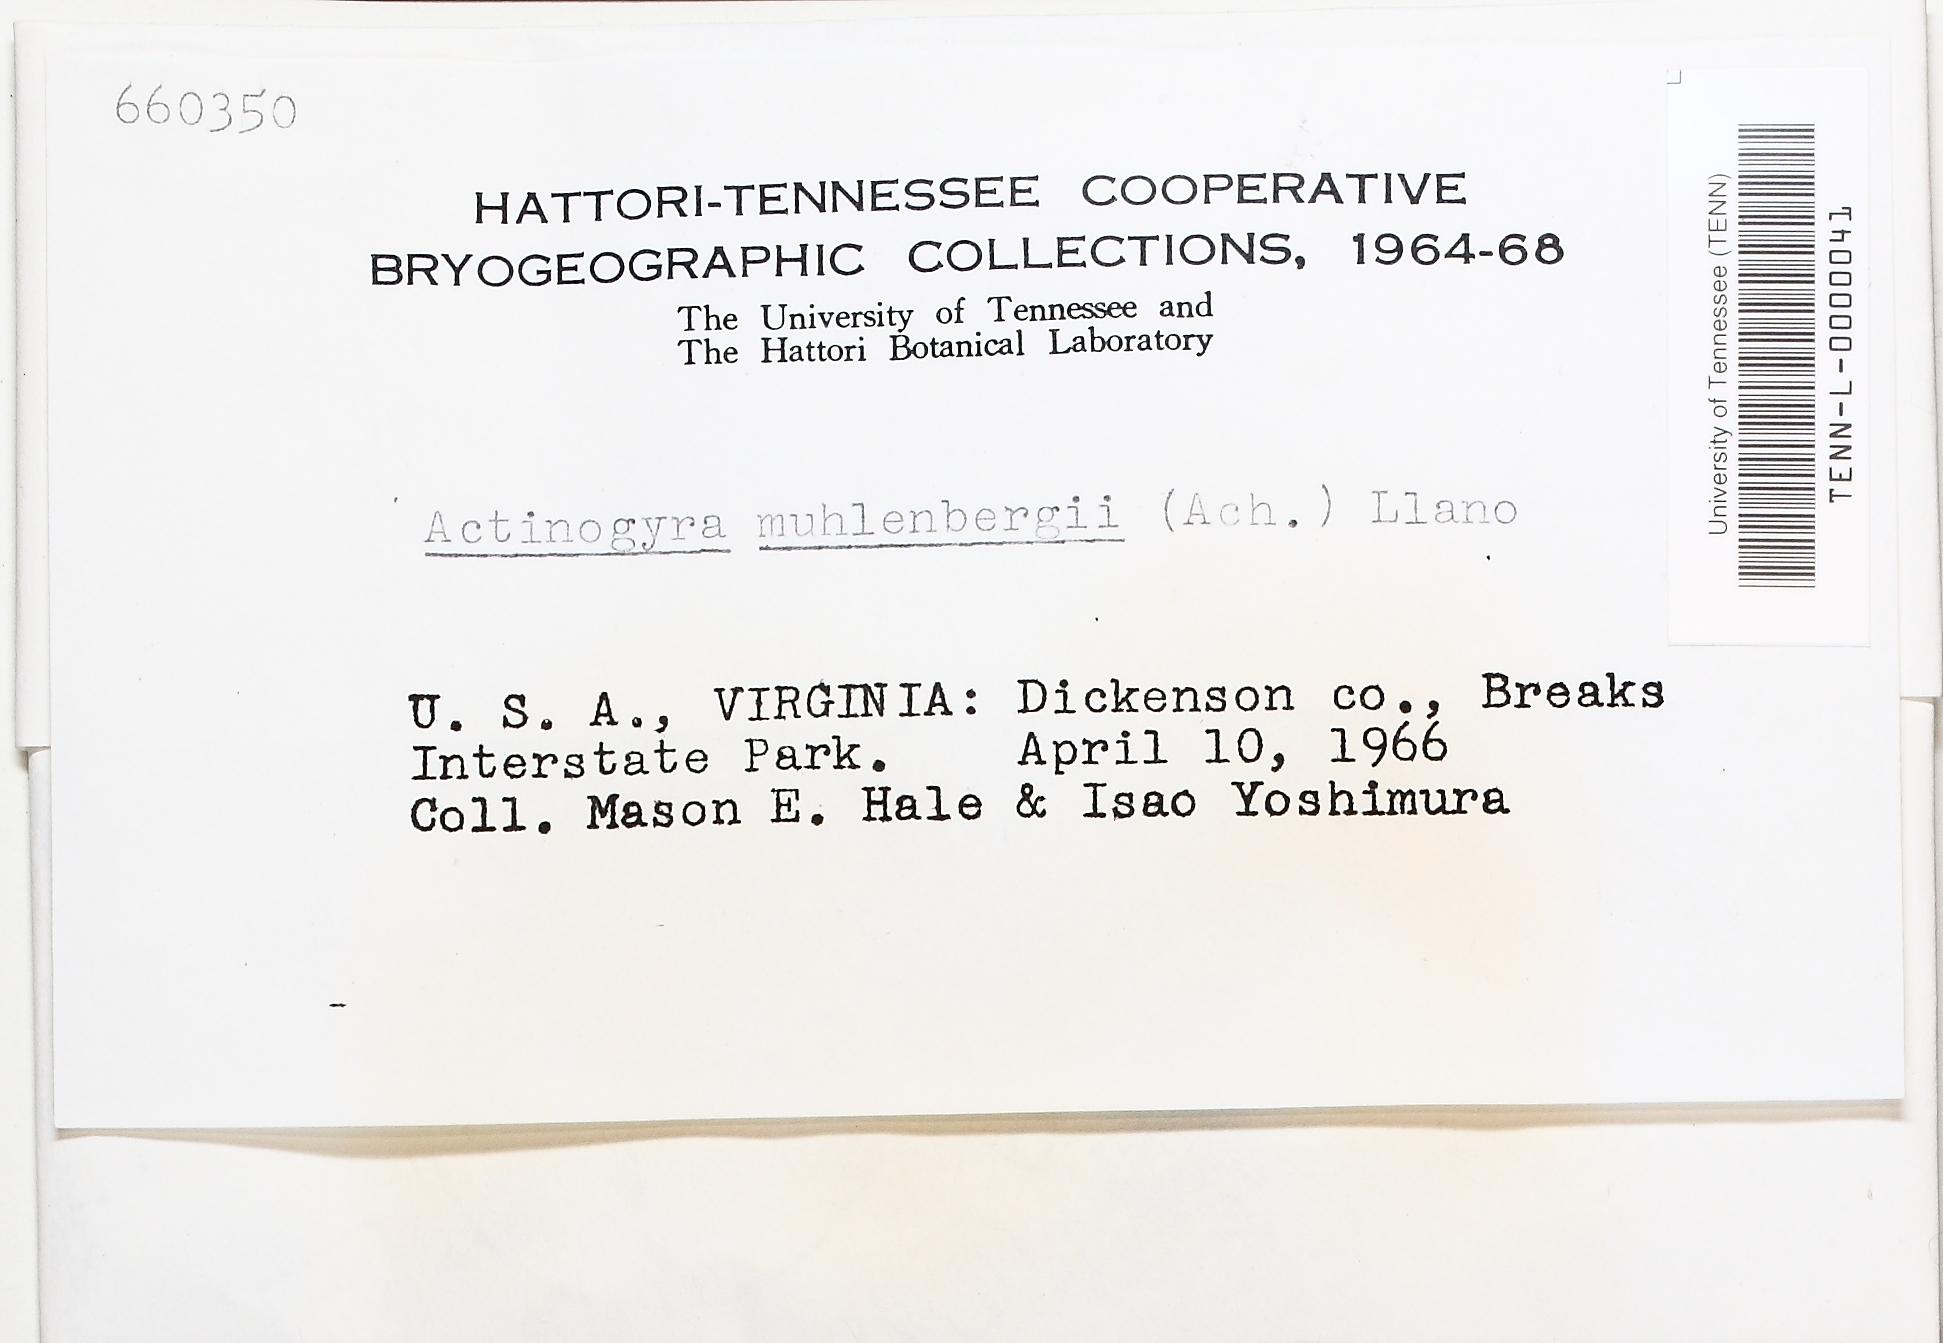 660350
HATTORI-TENNESSEE COOPERATIVE
BRYOGEOGRAPHIC COLLECTIONS, 1964-68
The University of Tennessee and
The Hattori Botanical Laboratory
Actinogyra muhlenbergii (Ach.) Llano
U. S. A., VIRGINIA: Dickenson co., Breaks
Interstate Park. April 10, 1966
Coll. Mason E. Hale & Isao Yoshimura
University of Tennessee (TENN)
TENN-L-0000041